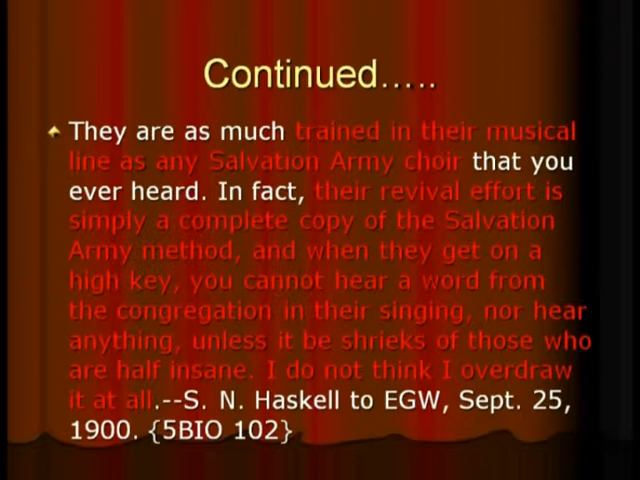 Continued…..
They are as much trained in their musical
line as any Salvation Army choir that you
ever heard. In fact, their revival effort is
simply a complete copy of the Salvation
Army method, and when they get on a
high key, you cannot hear a word from
the congregation in their singing, nor hear
anything, unless it be shrieks of those who
are half insane. I do not think I overdraw
it at all.--S. N. Haskell to EGW, Sept. 25,
1900. {5BIO 102}